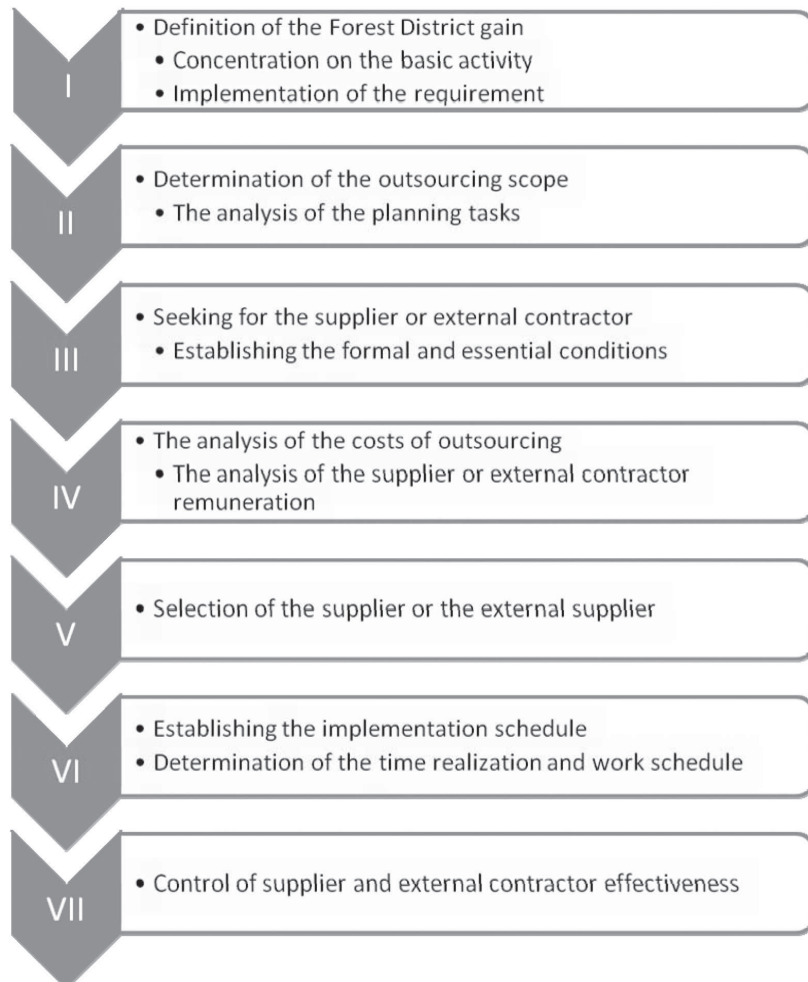 I
• Definition of the Forest District gain
• Concentration on the basic activity
• Implementation of the requirement
II
• Determination of the outsourcing scope
• The analysis of the planning tasks
III
• Seeking for the supplier or external contractor
• Establishing the formal and essential conditions
IV
• The analysis of the costs of outsourcing
• The analysis of the supplier or external contractor
remuneration
V
• Selection of the supplier or the external supplier
VI
• Establishing the implementation schedule
• Determination of the time realization and work schedule
VII
• Control of supplier and external contractor effectiveness